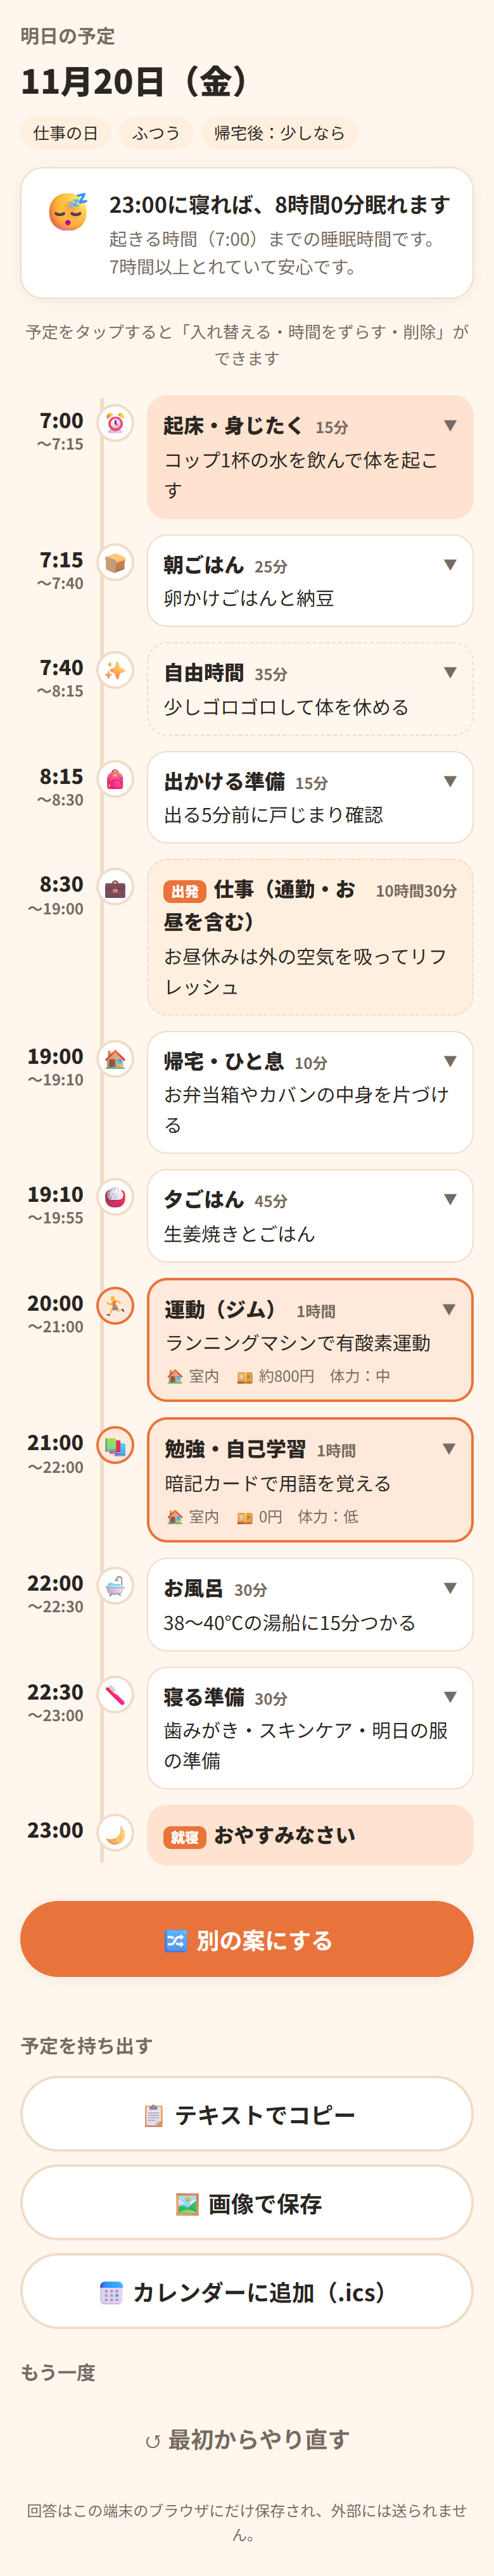 明日の予定
11月20日（金）
仕事の日 ふつう 帰宅後：少しなら
23:00に寝れば、8時間0分眠れます
起きる時間（7:00）までの睡眠時間です。
7時間以上とれていて安心です。
予定をタップすると「入れ替える・時間をずらす・削除」が
できます
7:00
〜7:15
起床・身じたく 15分 ▼
コップ1杯の水を飲んで体を起こ
す
7:15
〜7:40
朝ごはん 25分 ▼
卵かけごはんと納豆
7:40
〜8:15
自由時間 35分 ▼
少しゴロゴロして体を休める
8:15
〜8:30
出かける準備 15分 ▼
出る5分前に戸じまり確認
8:30
〜19:00
出発 仕事（通勤・お 10時間30分
昼を含む）
お昼休みは外の空気を吸ってリフ
レッシュ
19:00
〜19:10
帰宅・ひと息 10分 ▼
お弁当箱やカバンの中身を片づけ
る
19:10
〜19:55
夕ごはん 45分 ▼
生姜焼きとごはん
20:00
〜21:00
運動（ジム） 1時間 ▼
ランニングマシンで有酸素運動
室内 約800円 体力：中
21:00
〜22:00
勉強・自己学習 1時間 ▼
暗記カードで用語を覚える
室内 0円 体力：低
22:00
〜22:30
お風呂 30分 ▼
38〜40℃の湯船に15分つかる
22:30
〜23:00
寝る準備 30分 ▼
歯みがき・スキンケア・明日の服
の準備
23:00
就寝 おやすみなさい
別の案にする
予定を持ち出す
テキストでコピー
画像で保存
カレンダーに追加（.ics）
もう一度
最初からやり直す
回答はこの端末のブラウザにだけ保存され、外部には送られませ
ん。